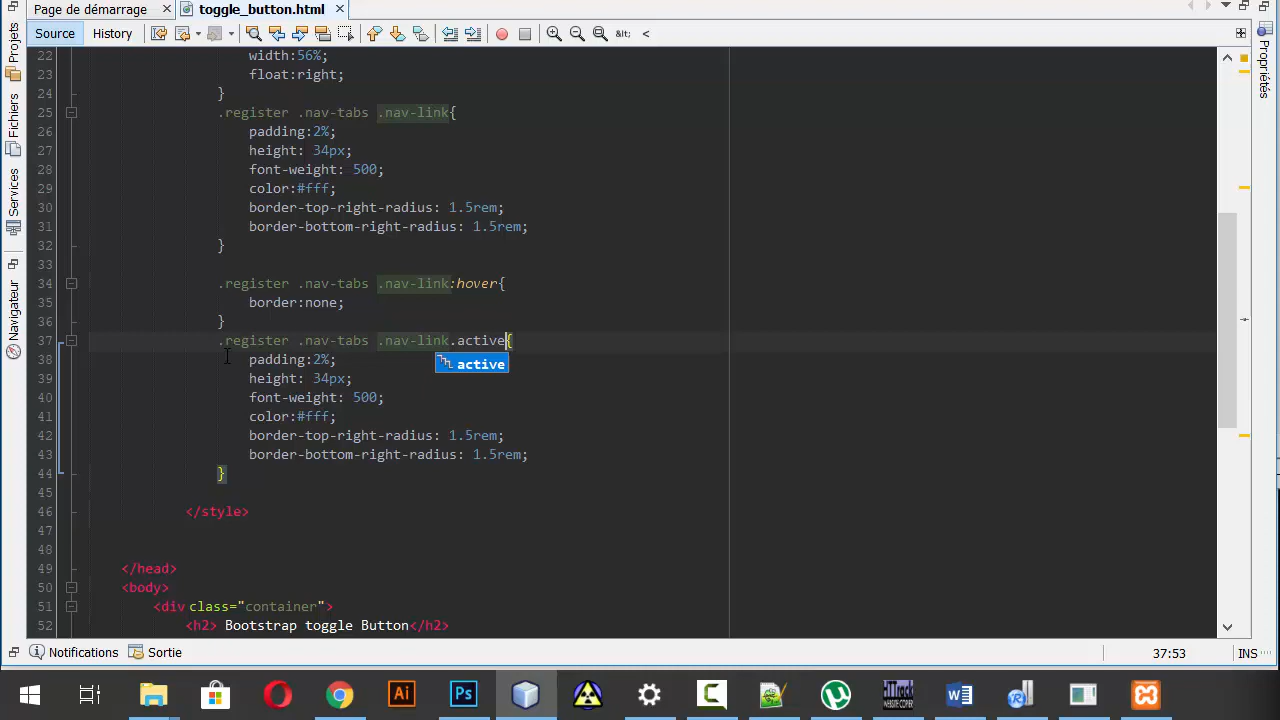 Page de démarrage
toggle_button.html
Source
History
&lt;
<
Projets
Fichiers
Services
Navigateur
Propriétés
22 width:56%;
23 float:right;
24 }
25 .register .nav-tabs .nav-link{
26 padding:2%;
27 height: 34px;
28 font-weight: 500;
29 color:#fff;
30 border-top-right-radius: 1.5rem;
31 border-bottom-right-radius: 1.5rem;
32 }
33
34 .register .nav-tabs .nav-link:hover{
35 border:none;
36 }
37 .register .nav-tabs .nav-link.active{
38 padding:2%;
active
39 height: 34px;
40 font-weight: 500;
41 color:#fff;
42 border-top-right-radius: 1.5rem;
43 border-bottom-right-radius: 1.5rem;
44 }
45
46 </style>
47
48
49 </head>
50 <body>
51 <div class="container">
52 <h2> Bootstrap toggle Button</h2>
Notifications
Sortie
37:53
INS
Ai
Ps